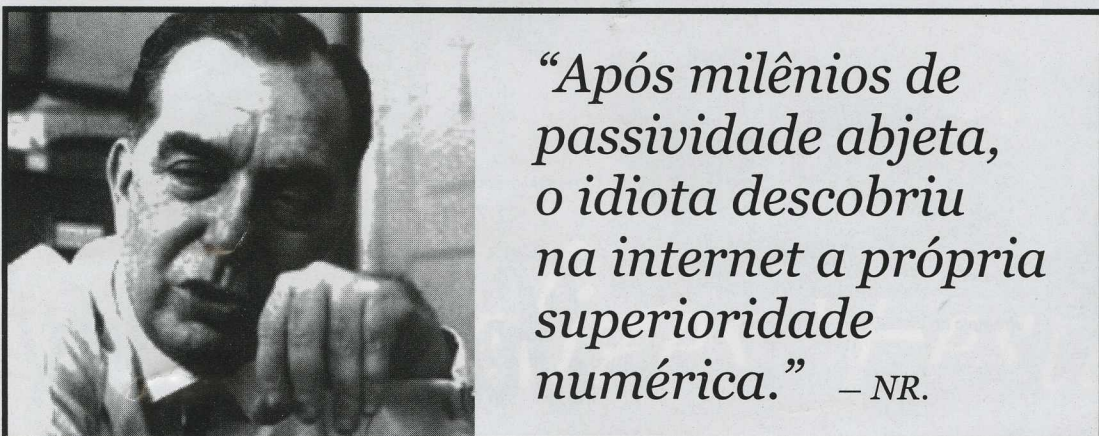 “Após milênios de
passividade abjeta,
o idiota descobriu
na internet a própria
superioridade
numérica.” – NR.